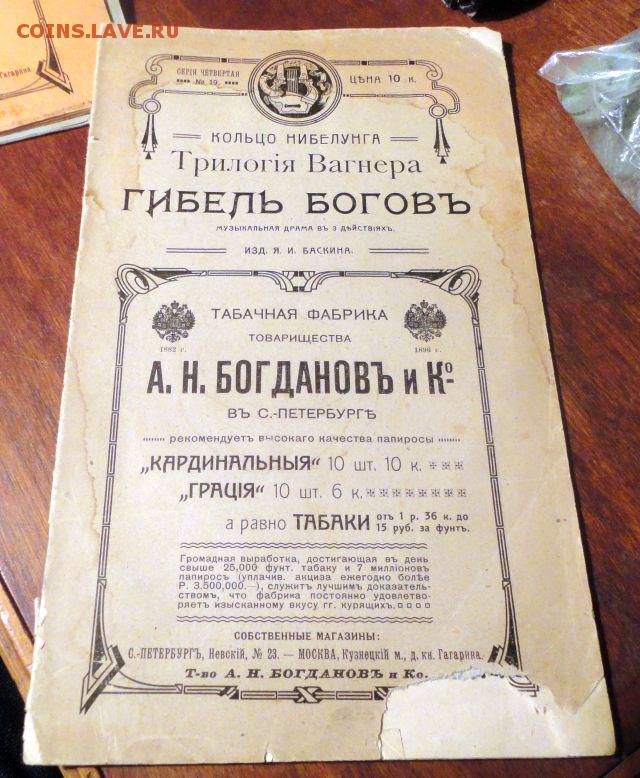 COINS.LAVE.RU
Гагарина
СЕРІЯ ЧЕТВЕРТАЯ
№ 19.
ЦѢНА 10 к.
КОЛЬЦО НИБЕЛУНГА
Трилогія Вагнера
ГИБЕЛЬ БОГОВЪ
МУЗЫКАЛЬНАЯ ДРАМА ВЪ 3 ДѢЙСТВІЯХЪ.
ИЗД. Я. И. БАСКИНА.
ТАБАЧНАЯ ФАБРИКА
ТОВАРИЩЕСТВА
1882 г.
1896 г.
А. Н. БОГДАНОВЪ и Кº
ВЪ С.-ПЕТЕРБУРГѢ
рекомендуетъ высокаго качества папиросы
„КАРДИНАЛЬНЫЯ“ 10 шт. 10 к.
„ГРАЦІЯ“ 10 шт. 6 к.
а равно ТАБАКИ отъ 1 р. 36 к. до
15 руб. за фунтъ.
Громадная выработка, достигающая въ день
свыше 25,000 фунт. табаку и 7 милліоновъ
папиросъ (уплачив. акциза ежегодно болѣе
Р. 3.500,000.—), служитъ лучшимъ доказатель-
ствомъ, что фабрика постоянно удовлетво-
ряетъ изысканному вкусу гг. курящихъ.
СОБСТВЕННЫЕ МАГАЗИНЫ:
С.-ПЕТЕРБУРГЪ, Невскій, № 23. — МОСКВА, Кузнецкій м., д. кн. Гагарина.
Т-во А. Н. БОГДАНОВЪ и Ко.